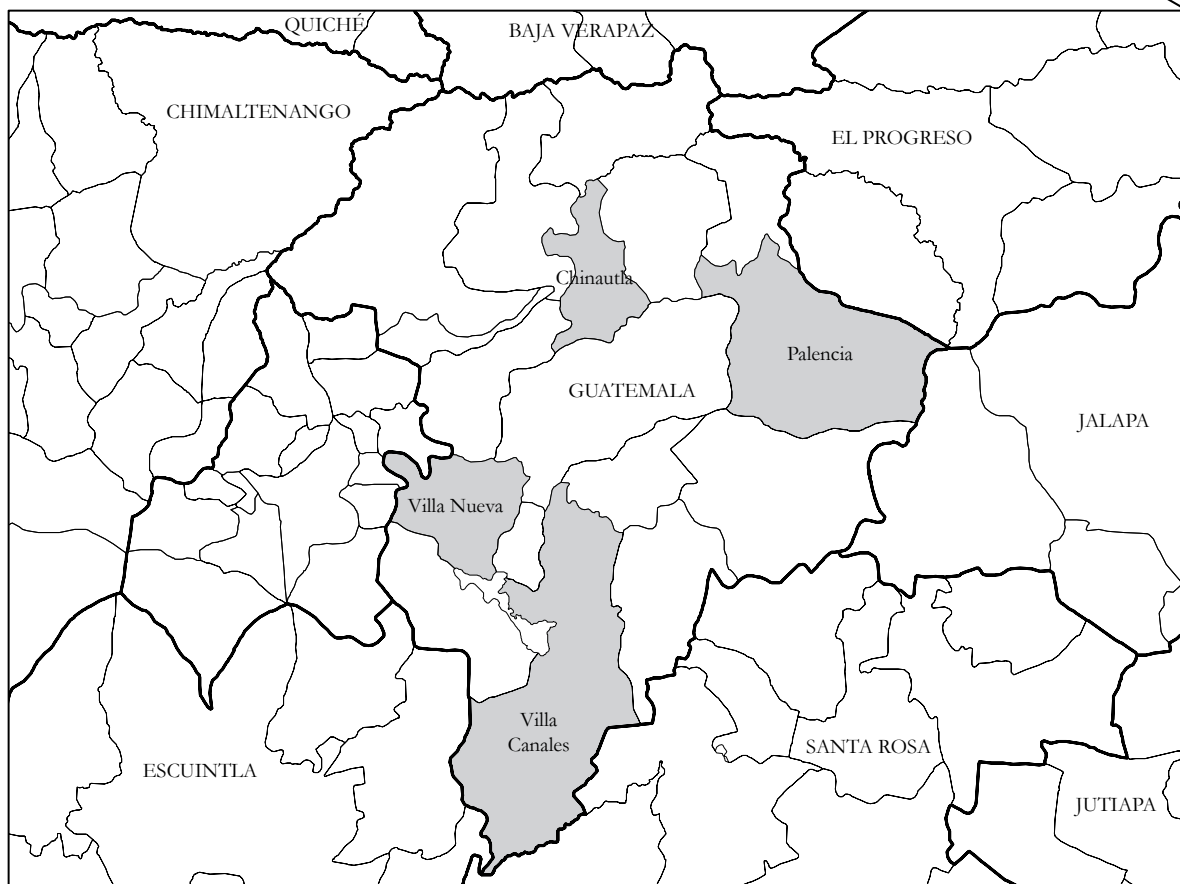 QUICHÉ
BAJA VERAPAZ
CHIMALTENANGO
EL PROGRESO
Chinautla
Palencia
GUATEMALA
JALAPA
Villa Nueva
Villa
Canales
SANTA ROSA
ESCUINTLA
JUTIAPA